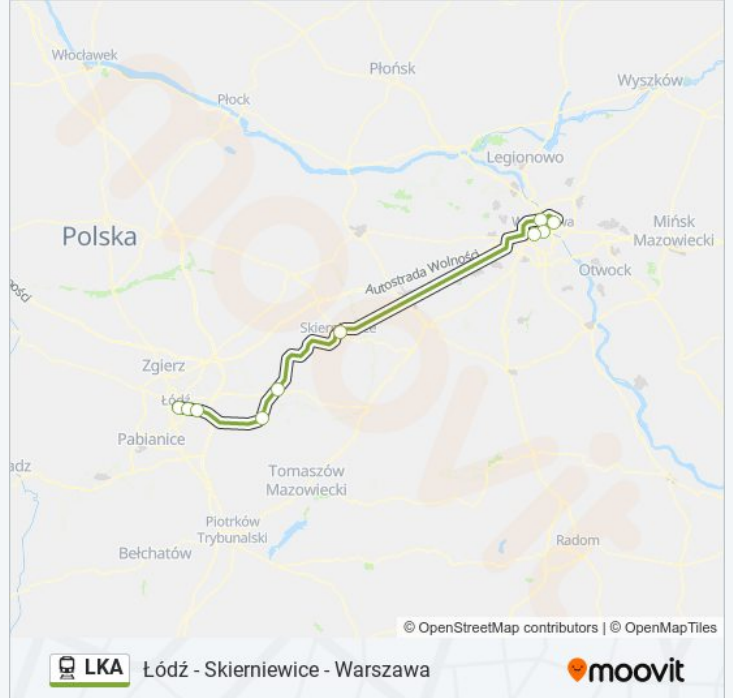 Włocławek
Płońsk
Wyszków
Płock
Legionowo
Polska
Mińsk
Mazowiecki
Otwock
Autostrada Wolności
Zgierz
Łódź
Pabianice
Tomaszów
Mazowiecki
Piotrków
Trybunalski
Bełchatów
Radom
moovit
© OpenStreetMap contributors | © OpenMapTiles
LKA Łódź - Skierniewice - Warszawa
moovit